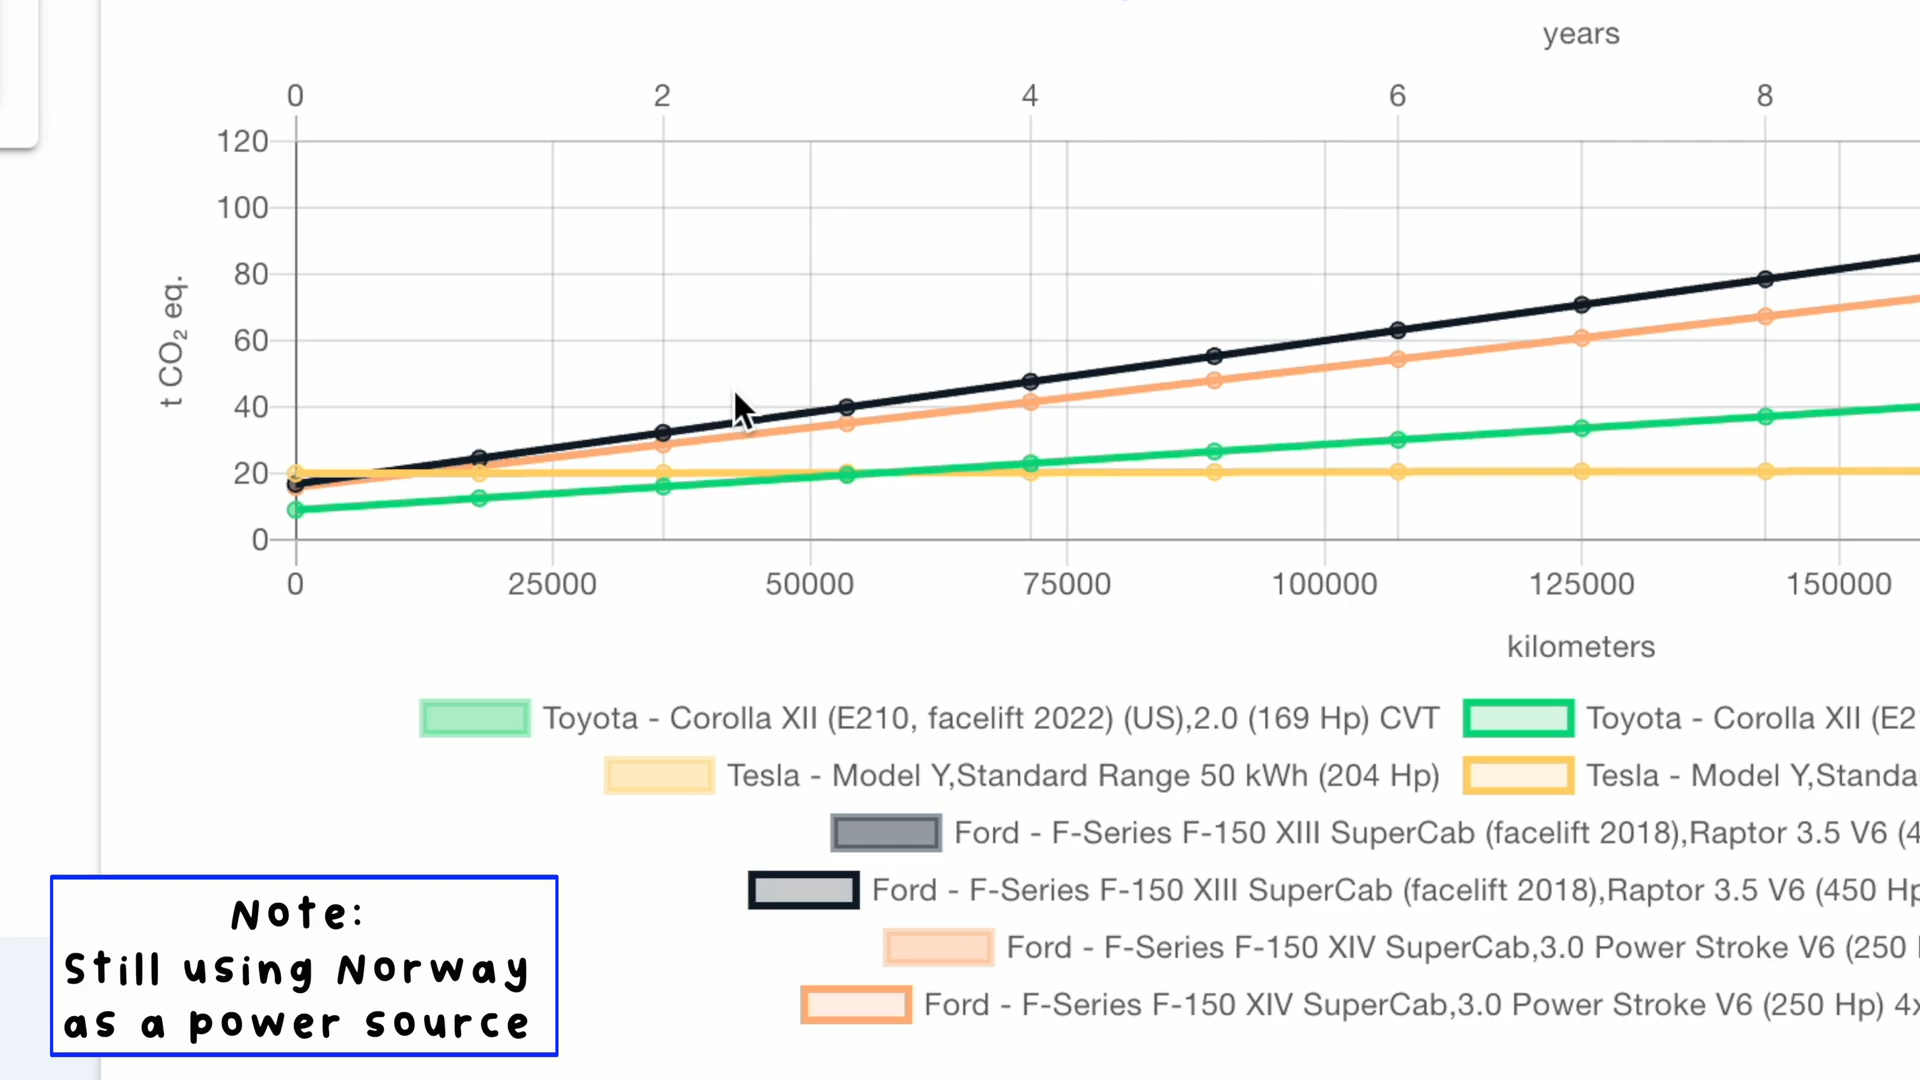 years
0 2 4 6 8
120
100
80
60
40
20
0
t CO₂ eq.
0 25000 50000 75000 100000 125000 150000
kilometers
Toyota - Corolla XII (E210, facelift 2022) (US),2.0 (169 Hp) CVT Toyota - Corolla XII (E2
Tesla - Model Y,Standard Range 50 kWh (204 Hp) Tesla - Model Y,Standa
Ford - F-Series F-150 XIII SuperCab (facelift 2018),Raptor 3.5 V6 (4
Ford - F-Series F-150 XIII SuperCab (facelift 2018),Raptor 3.5 V6 (450 Hp
Ford - F-Series F-150 XIV SuperCab,3.0 Power Stroke V6 (250
Ford - F-Series F-150 XIV SuperCab,3.0 Power Stroke V6 (250 Hp) 4x
Note:
Still using Norway
as a power source